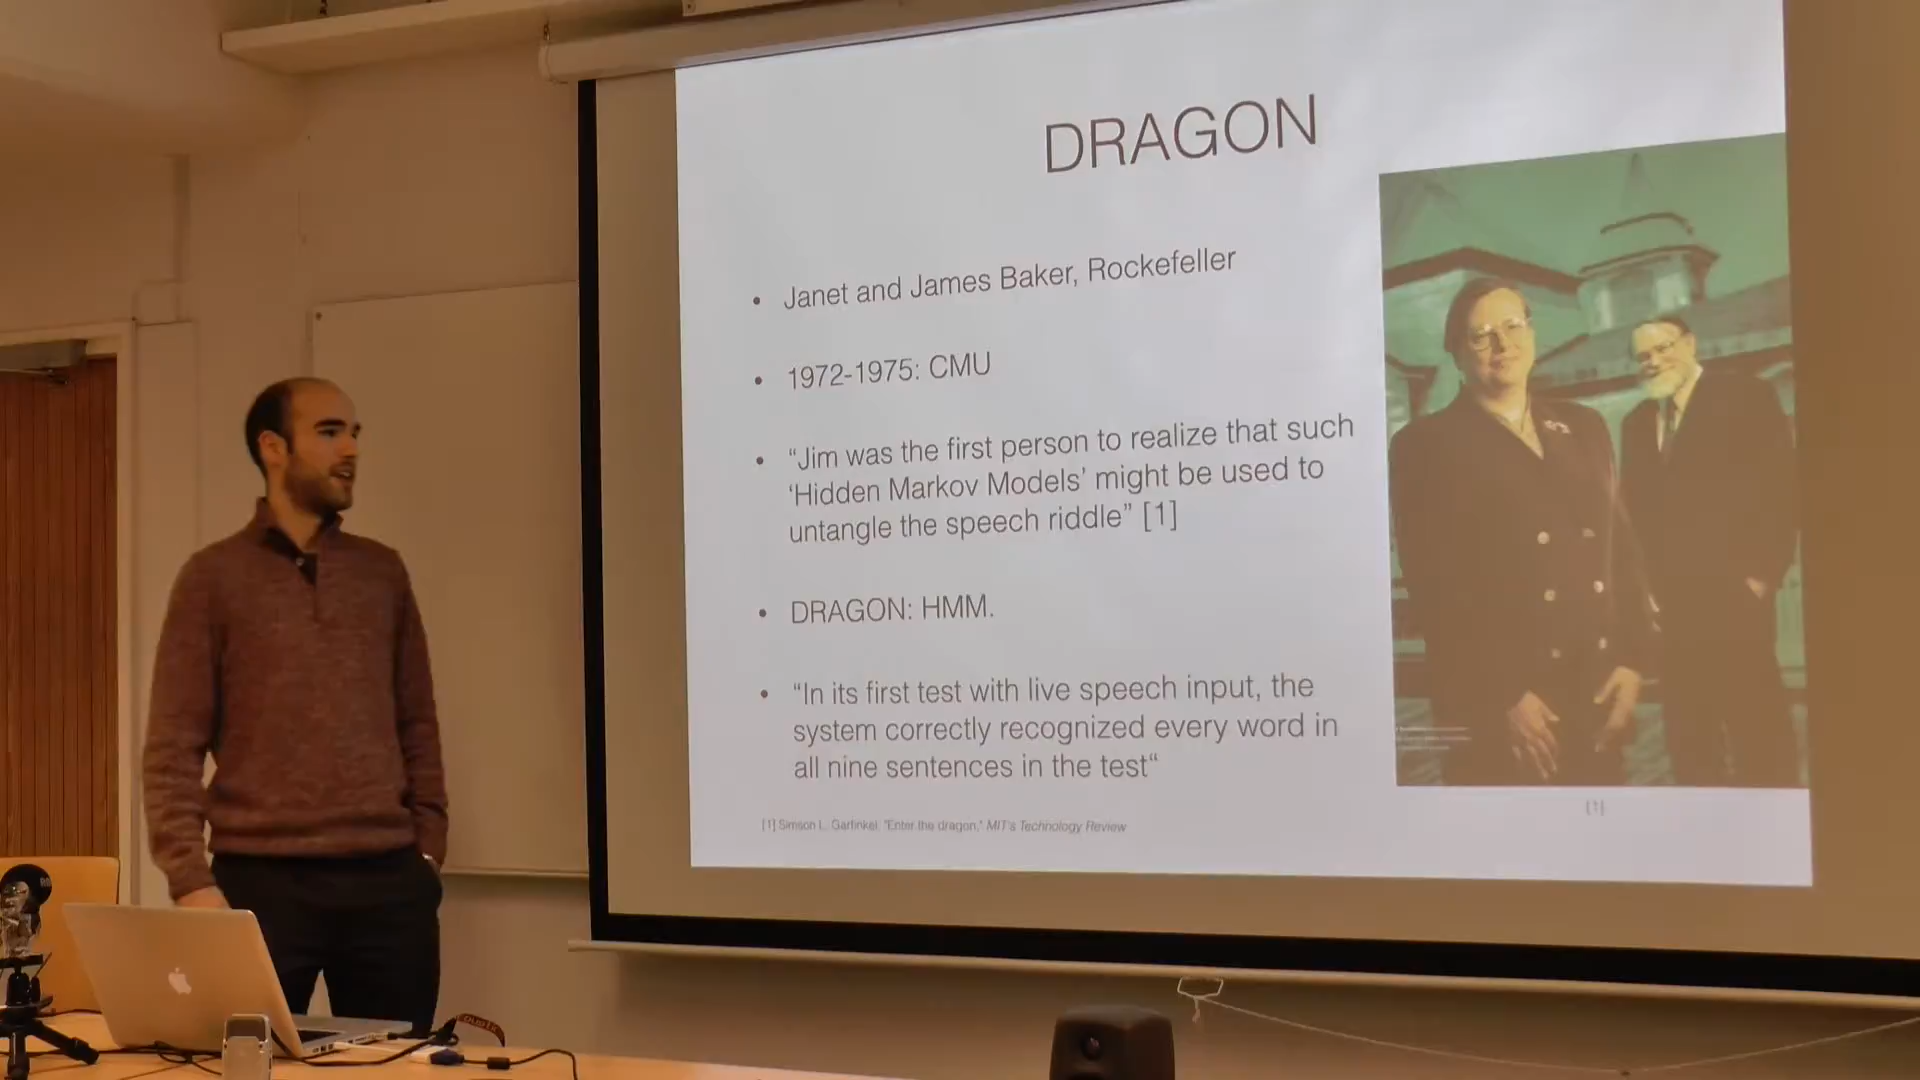 DRAGON
• Janet and James Baker, Rockefeller
• 1972-1975: CMU
• “Jim was the first person to realize that such
‘Hidden Markov Models’ might be used to
untangle the speech riddle” [1]
• DRAGON: HMM.
• “In its first test with live speech input, the
system correctly recognized every word in
all nine sentences in the test“
[1]
[1] Simson L. Garfinkel. "Enter the dragon," MIT's Technology Review